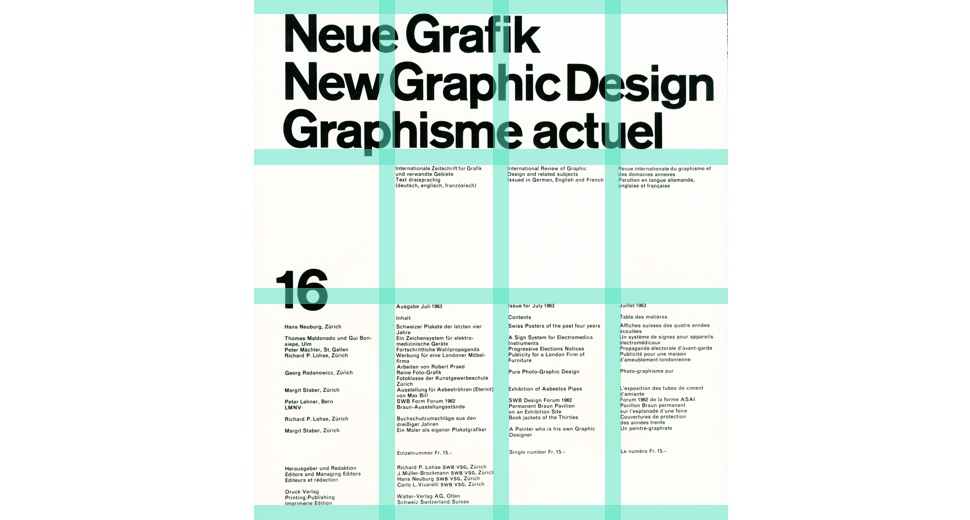 Neue Grafik
New Graphic Design
Graphisme actuel
Internationale Zeitschrift für Grafik
und verwandte Gebiete
Text dreisprachig
(deutsch, englisch, französisch)
International Review of Graphic
Design and related subjects
Issued in German, English and French
Revue internationale du graphisme et
des domaines annexes
Parution en langue allemande,
anglaise et française
16
Ausgabe Juli 1963
Issue for July 1963
Juillet 1963
Inhalt
Contents
Table des matières
Hans Neuburg, Zürich
Thomas Maldonado und Gui Bon-
siepe, Ulm
Peter Mächler, St. Gallen
Richard P. Lohse, Zürich
Georg Radanowicz, Zürich
Margit Staber, Zürich
Peter Lehner, Bern
LMNV
Richard P. Lohse, Zürich
Margit Staber, Zürich
Schweizer Plakate der letzten vier
Jahre
Ein Zeichensystem für elektro-
medizinische Geräte
Fortschrittliche Wahlpropaganda
Werbung für eine Londoner Möbel-
firma
Arbeiten von Robert Praed
Reine Foto-Grafik
Fotoklasse der Kunstgewerbeschule
Zürich
Ausstellung für Asbeströhren (Eternit)
von Max Bill
SWB Form Forum 1962
Braun-Ausstellungsstände
Buchschutzumschläge aus den
dreißiger Jahren
Ein Maler als eigener Plakatgrafiker
Swiss Posters of the past four years
A Sign System for Electromedica
Instruments
Progressive Elections Notices
Publicity for a London Firm of
Furniture
Pure Photo-Graphic Design
Exhibition of Asbestos Pipes
SWB Design Forum 1962
Permanent Braun Pavilion
on an Exhibition Site
Book jackets of the Thirties
A Painter who is his own Graphic
Designer
Affiches suisses des quatre années
écoulées
Un système de signes pour appareils
électromédicaux
Propagande électorale d'avant-garde
Publicité pour une maison
d'ameublement londonienne
Photo-graphisme pur
L'exposition des tubes de ciment
d'amiante
Forum 1962 de la forme ASAI
Pavillon Braun permanent
sur l'esplanade d'une foire
Couvertures de protection
des années trente
Un peintre-graphiste
Einzelnummer Fr. 15.–
Single number Fr. 15.–
Le numéro Fr. 15.–
Herausgeber und Redaktion
Editors and Managing Editors
Editeurs et rédaction
Richard P. Lohse SWB/VSG, Zürich
J. Müller-Brockmann SWB/VSG, Zürich
Hans Neuburg SWB/VSG, Zürich
Carlo L. Vivarelli SWB/VSG, Zürich
Druck Verlag
Printing Publishing
Imprimerie Edition
Walter-Verlag AG, Olten
Schweiz Switzerland Suisse